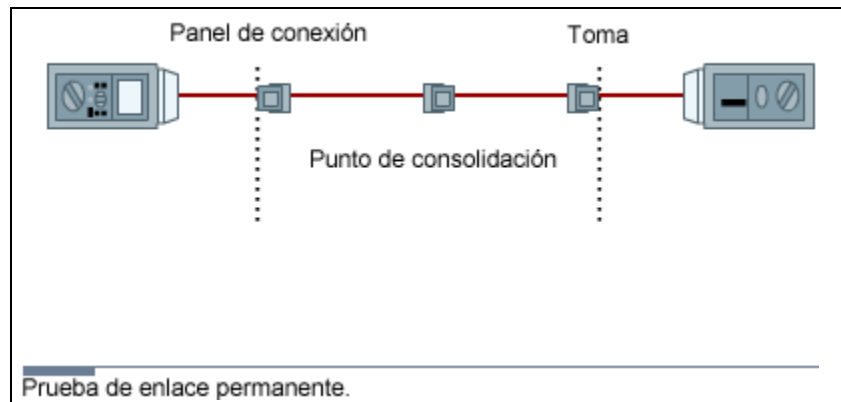 Panel de conexión
Toma
Punto de consolidación
Prueba de enlace permanente.